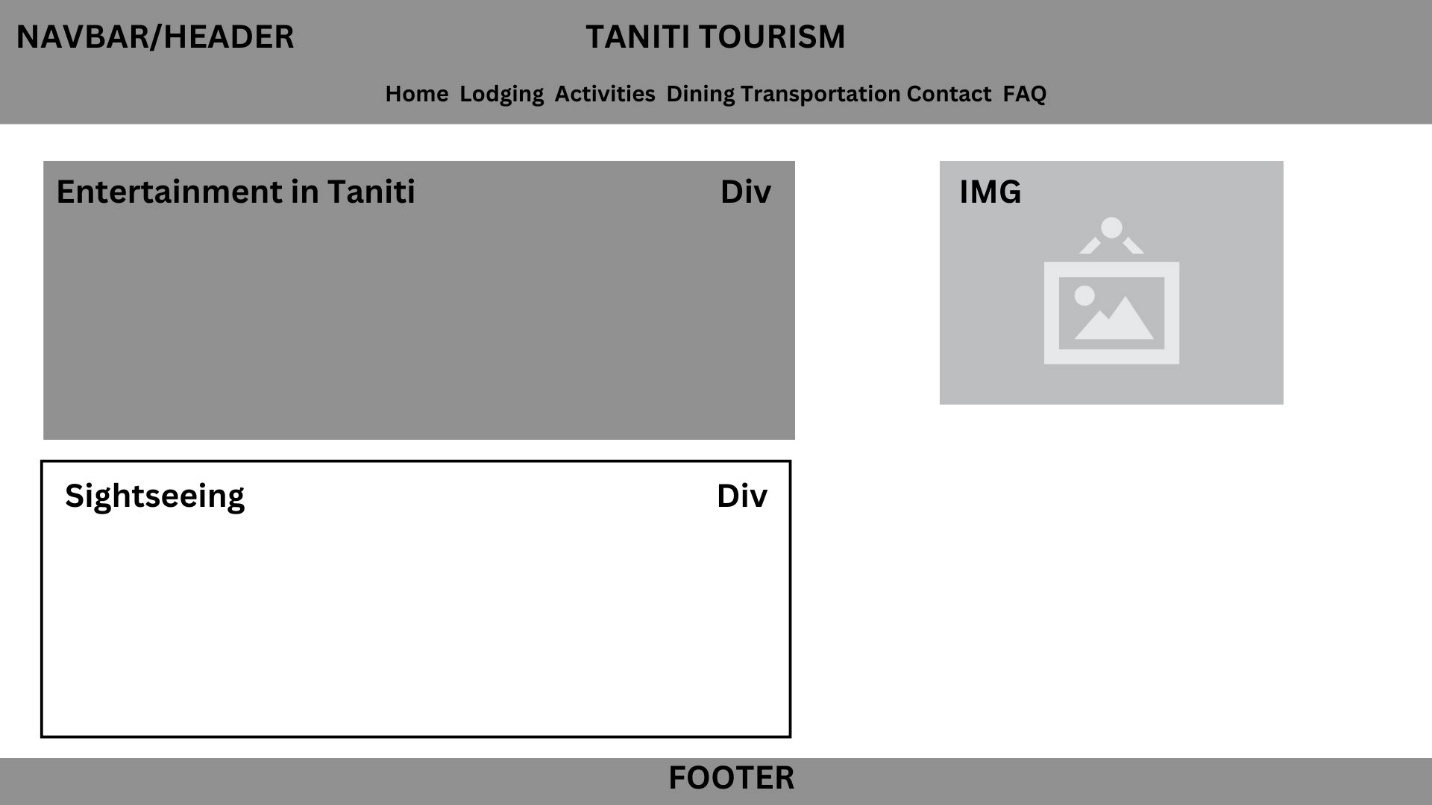 NAVBAR/HEADER TANITI TOURISM
Home Lodging Activities Dining Transportation Contact FAQ
Entertainment in Taniti Div IMG
Sightseeing Div
FOOTER